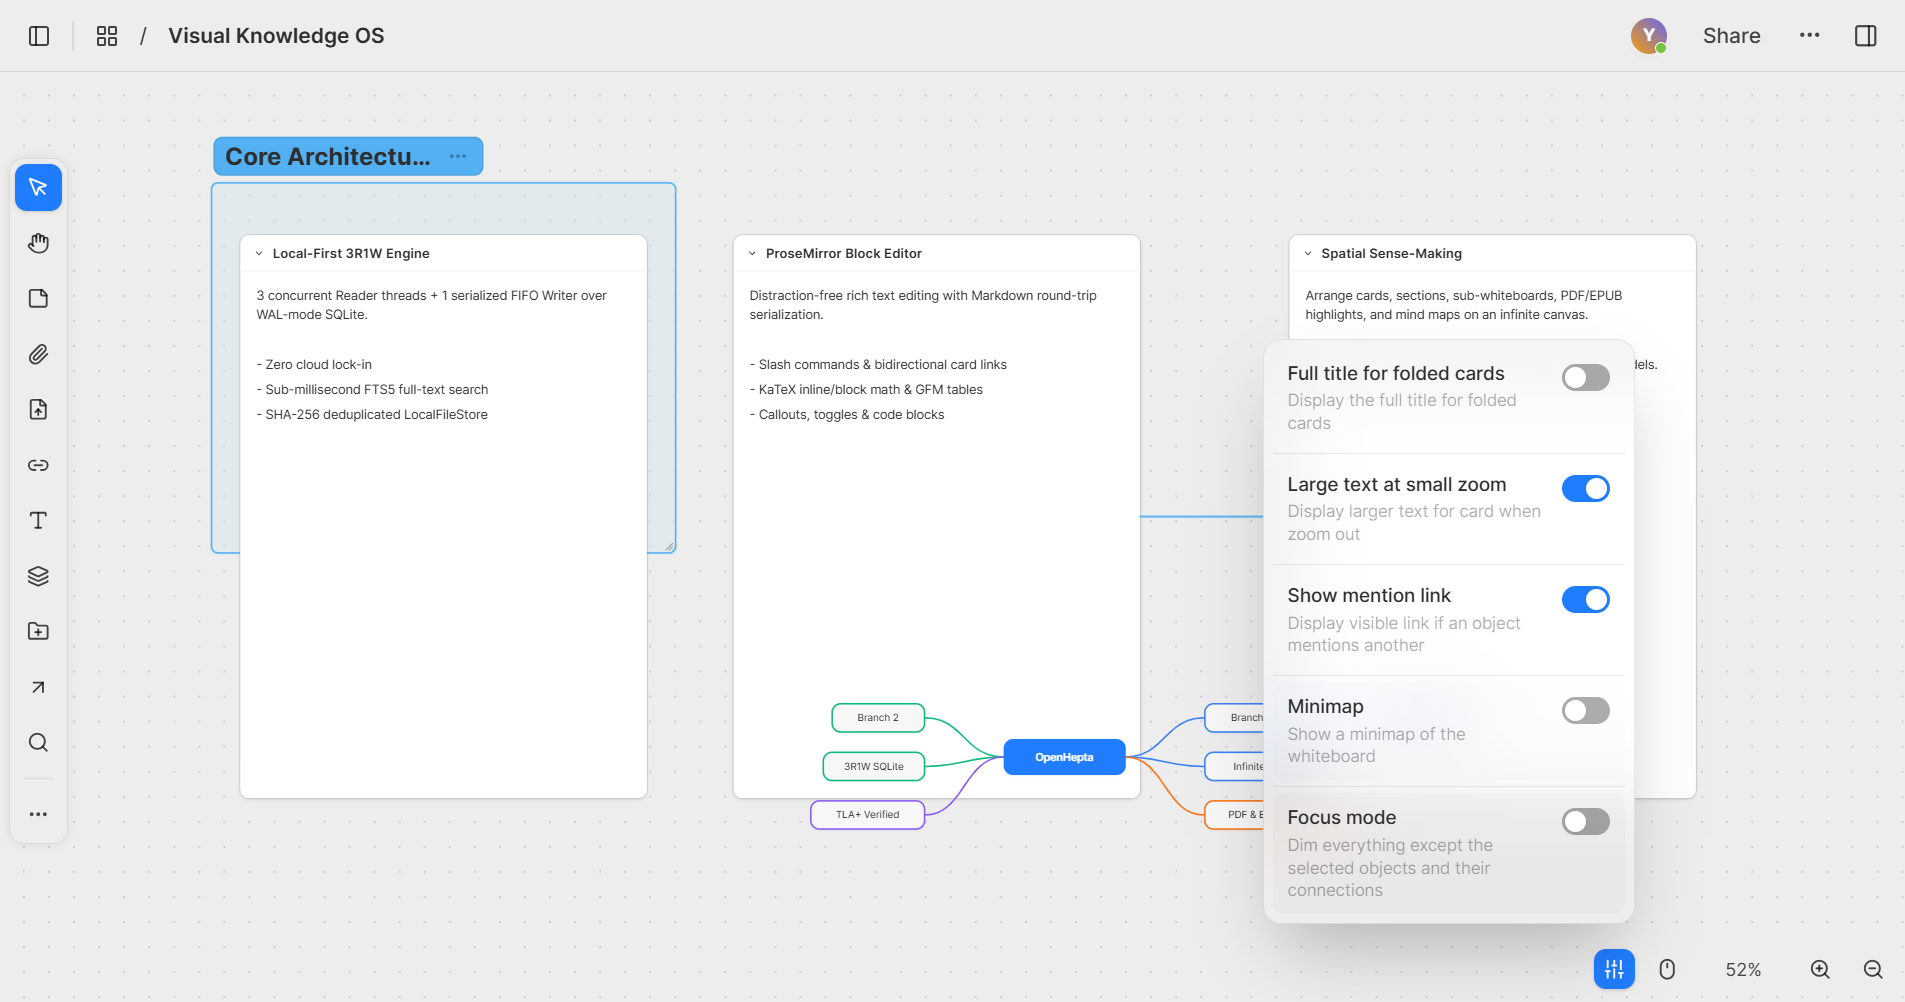 / Visual Knowledge OS
Y
Share
Core Architectu...
Local-First 3R1W Engine
3 concurrent Reader threads + 1 serialized FIFO Writer over
WAL-mode SQLite.
- Zero cloud lock-in
- Sub-millisecond FTS5 full-text search
- SHA-256 deduplicated LocalFileStore
ProseMirror Block Editor
Distraction-free rich text editing with Markdown round-trip
serialization.
- Slash commands & bidirectional card links
- KaTeX inline/block math & GFM tables
- Callouts, toggles & code blocks
Spatial Sense-Making
Arrange cards, sections, sub-whiteboards, PDF/EPUB
highlights, and mind maps on an infinite canvas.
dels.
Branch 2
3R1W SQLite
TLA+ Verified
OpenHepta
Branch
Infinite
PDF & E
Full title for folded cards
Display the full title for folded
cards
Large text at small zoom
Display larger text for card when
zoom out
Show mention link
Display visible link if an object
mentions another
Minimap
Show a minimap of the
whiteboard
Focus mode
Dim everything except the
selected objects and their
connections
52%